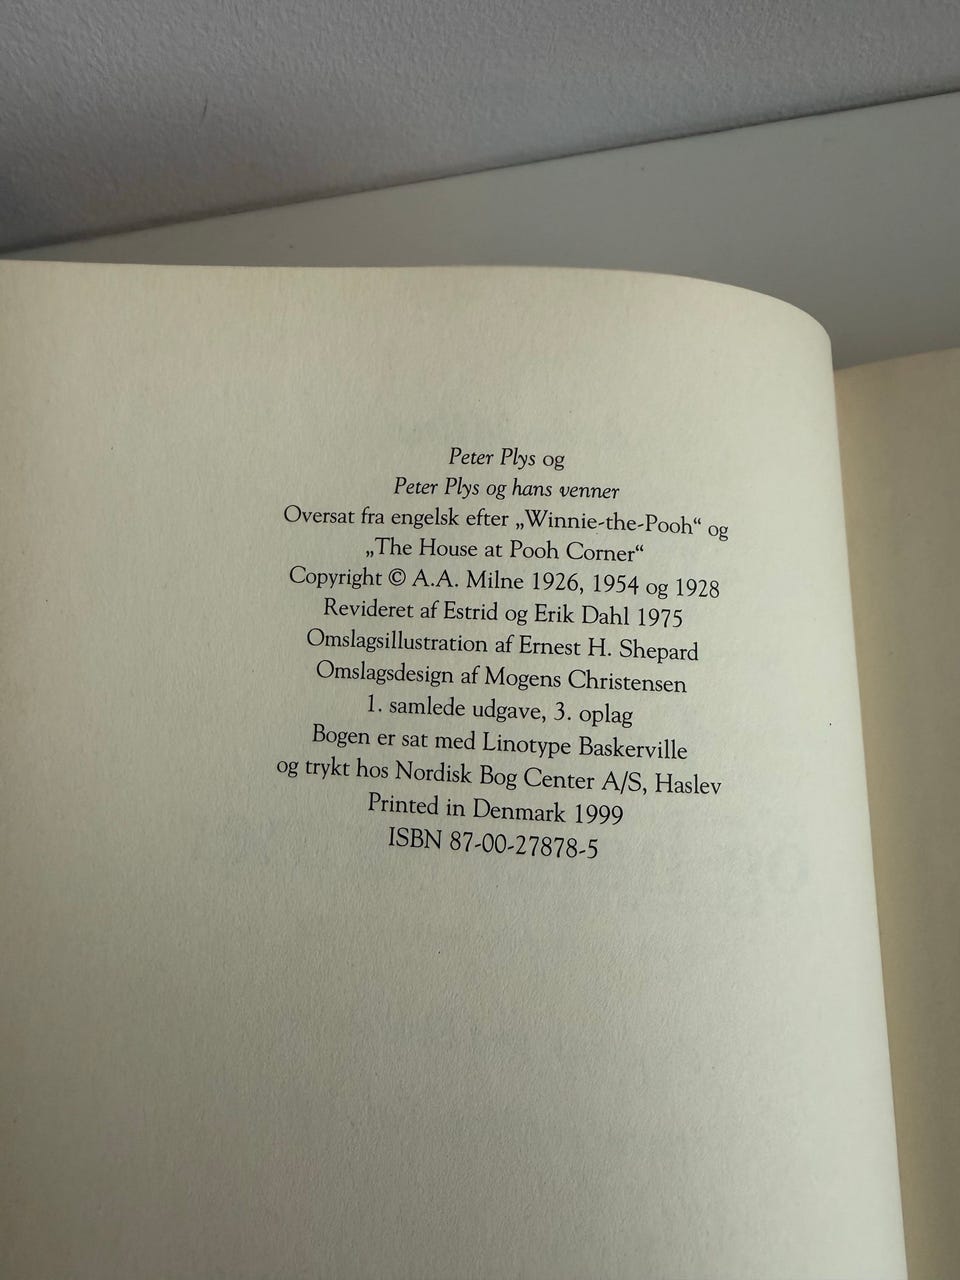 Peter Plys og
Peter Plys og hans venner
Oversat fra engelsk efter „Winnie-the-Pooh“ og
„The House at Pooh Corner“
Copyright © A.A. Milne 1926, 1954 og 1928
Revideret af Estrid og Erik Dahl 1975
Omslagsillustration af Ernest H. Shepard
Omslagsdesign af Mogens Christensen
1. samlede udgave, 3. oplag
Bogen er sat med Linotype Baskerville
og trykt hos Nordisk Bog Center A/S, Haslev
Printed in Denmark 1999
ISBN 87-00-27878-5